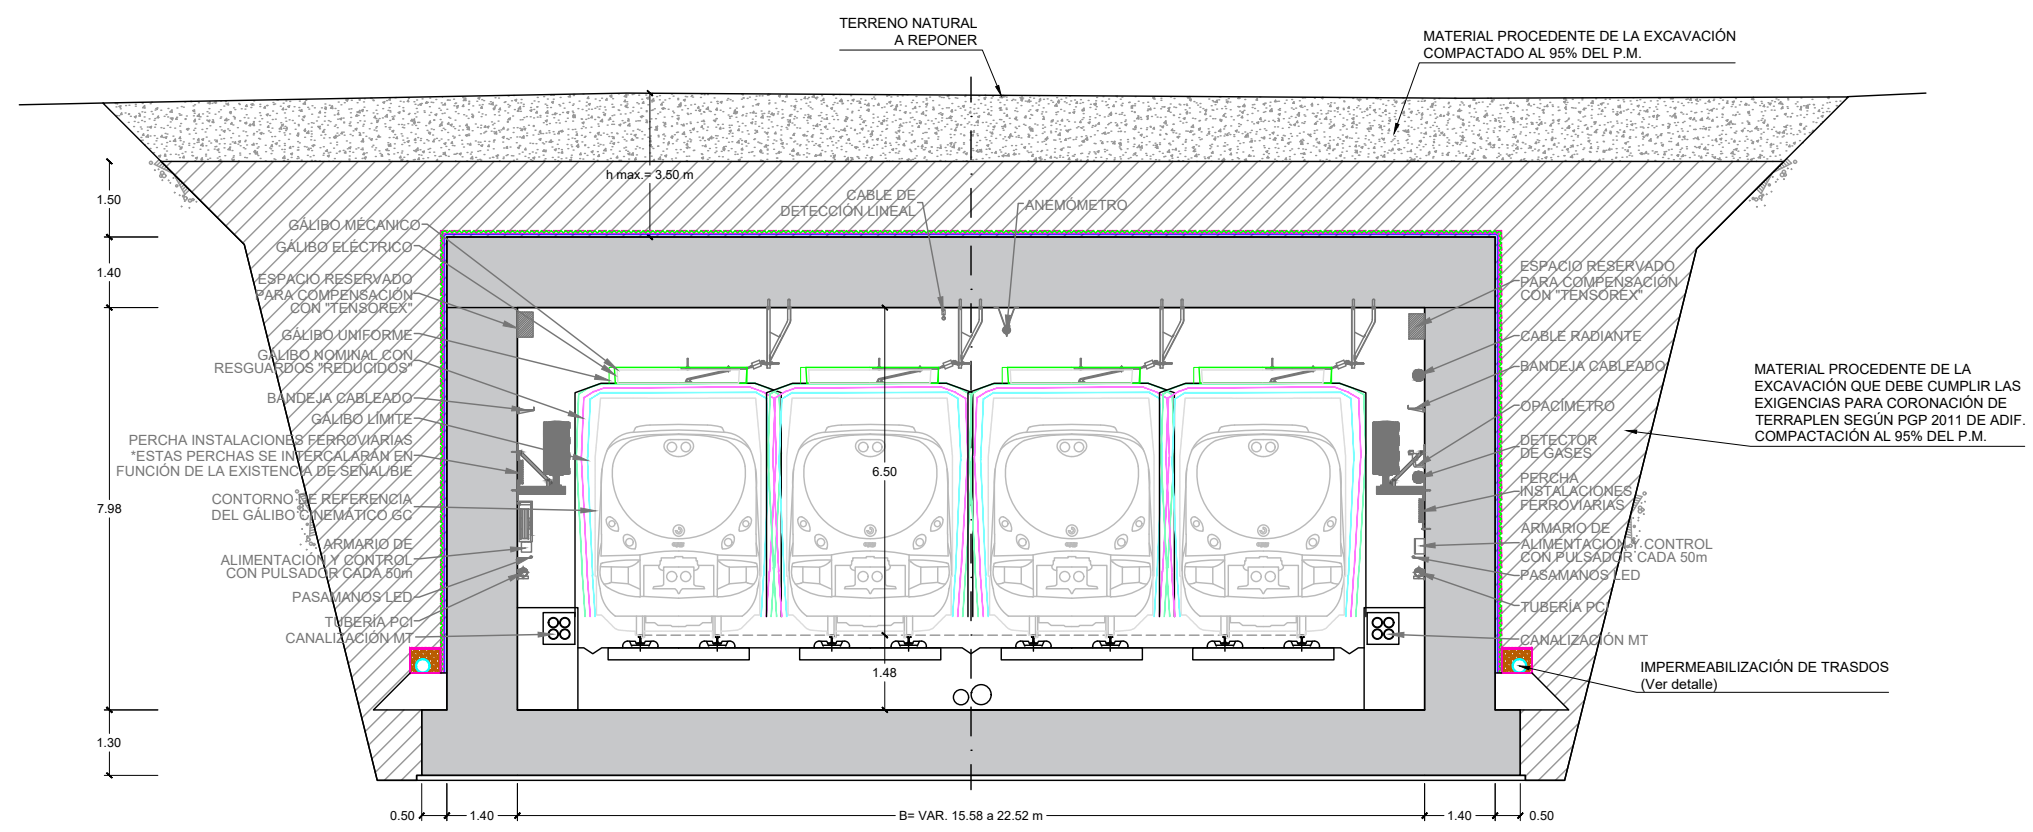 TERRENO NATURAL
A REPONER
MATERIAL PROCEDENTE DE LA EXCAVACIÓN
COMPACTADO AL 95% DEL P.M.
h max.= 3.50 m
1.50
1.40
7.98
1.30
CABLE DE
DETECCIÓN LINEAL
ANEMÓMETRO
GÁLIBO MÉCANICO
GÁLIBO ELÉCTRICO
ESPACIO RESERVADO
PARA COMPENSACIÓN
CON "TENSOREX"
GÁLIBO UNIFORME
GÁLIBO NOMINAL CON
RESGUARDOS "REDUCIDOS"
BANDEJA CABLEADO
GÁLIBO LÍMITE
PERCHA INSTALACIONES FERROVIARIAS
*ESTAS PERCHAS SE INTERCALARÁN EN
FUNCIÓN DE LA EXISTENCIA DE SEÑAL/BIE
CONTORNO DE REFERENCIA
DEL GÁLIBO CINEMÁTICO GC
ARMARIO DE
ALIMENTACIÓN Y CONTROL
CON PULSADOR CADA 50m
PASAMANOS LED
TUBERÍA PCI
CANALIZACIÓN MT
6.50
1.48
ESPACIO RESERVADO
PARA COMPENSACIÓN
CON "TENSOREX"
CABLE RADIANTE
BANDEJA CABLEADO
OPACÍMETRO
DETECTOR
DE GASES
PERCHA
INSTALACIONES
FERROVIARIAS
ARMARIO DE
ALIMENTACIÓN Y CONTROL
CON PULSADOR CADA 50m
PASAMANOS LED
TUBERÍA PCI
CANALIZACIÓN MT
MATERIAL PROCEDENTE DE LA
EXCAVACIÓN QUE DEBE CUMPLIR LAS
EXIGENCIAS PARA CORONACIÓN DE
TERRAPLEN SEGÚN PGP 2011 DE ADIF.
COMPACTACIÓN AL 95% DEL P.M.
IMPERMEABILIZACIÓN DE TRASDOS
(Ver detalle)
0.50
1.40
B= VAR. 15.58 a 22.52 m
1.40
0.50